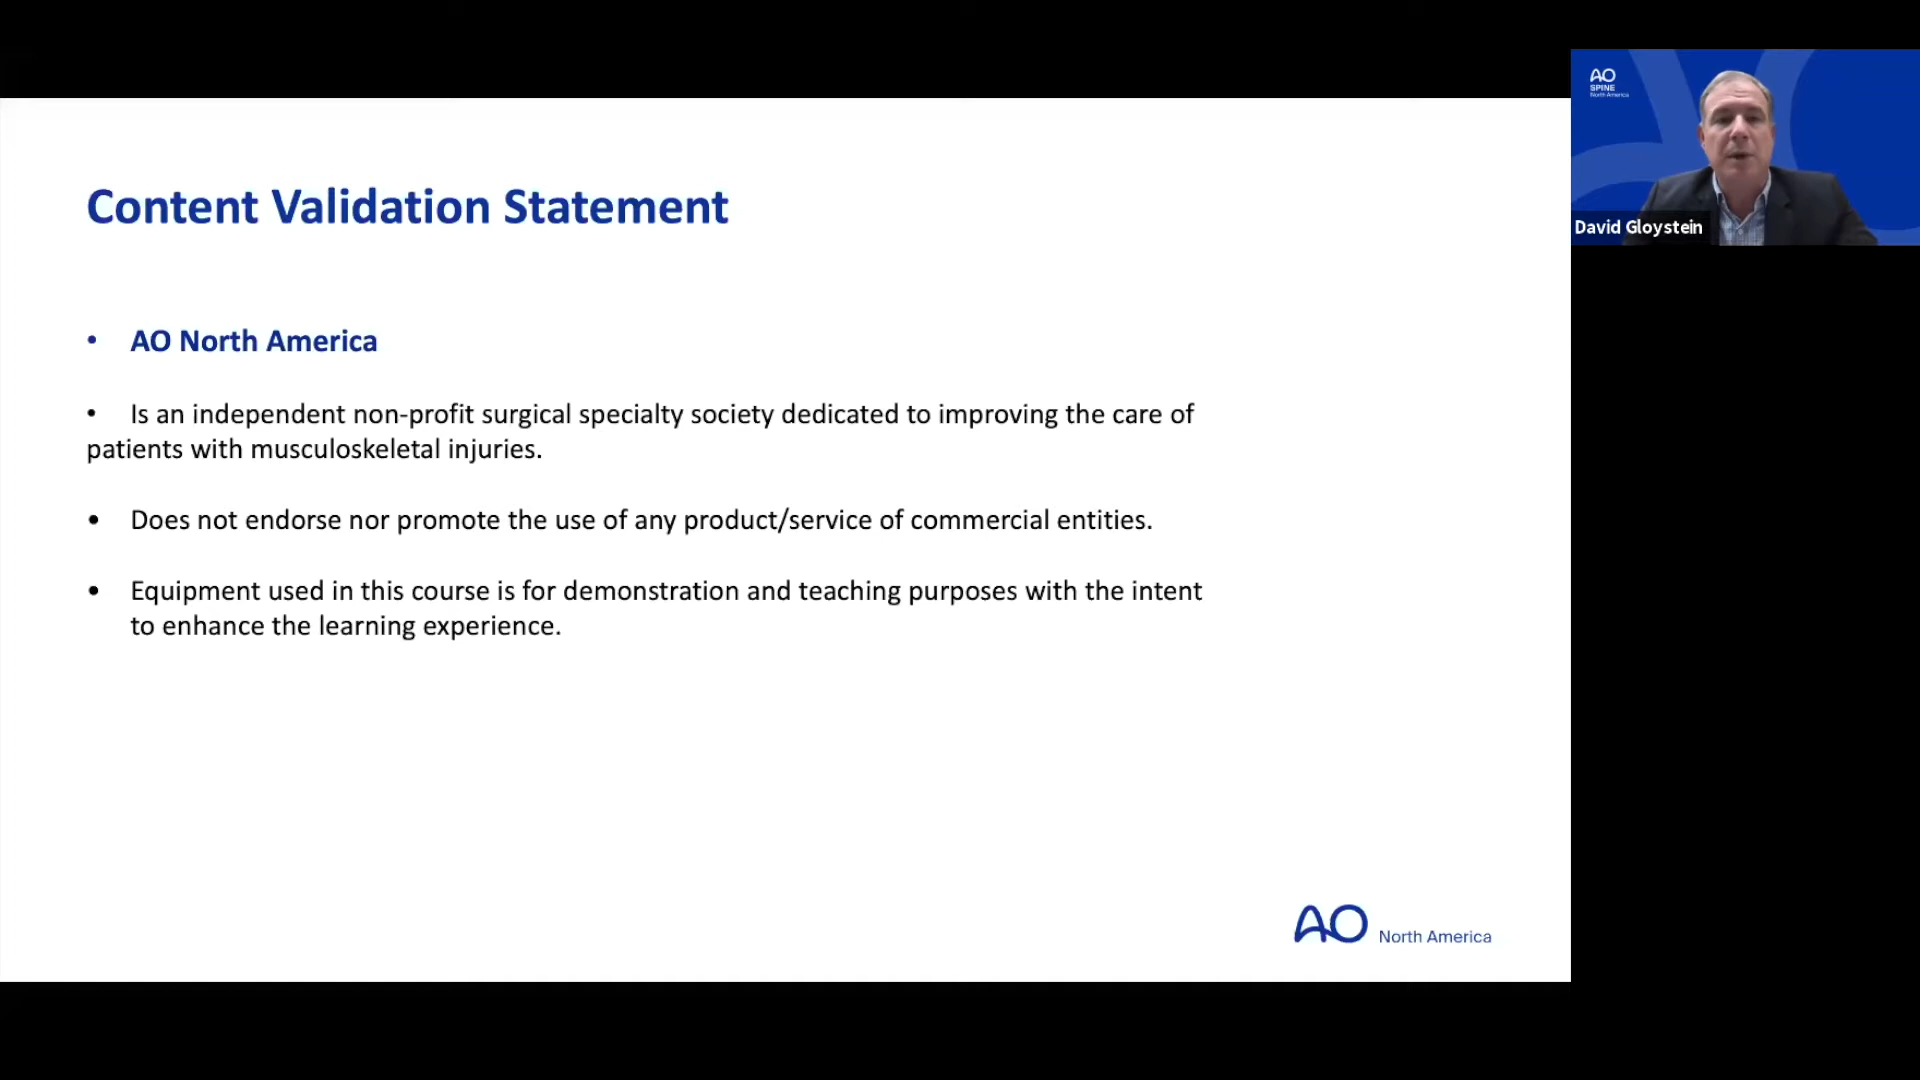 Content Validation Statement
• AO North America
• Is an independent non-profit surgical specialty society dedicated to improving the care of
patients with musculoskeletal injuries.
• Does not endorse nor promote the use of any product/service of commercial entities.
• Equipment used in this course is for demonstration and teaching purposes with the intent
to enhance the learning experience.
AO North America
AO
SPINE
North America
David Gloystein